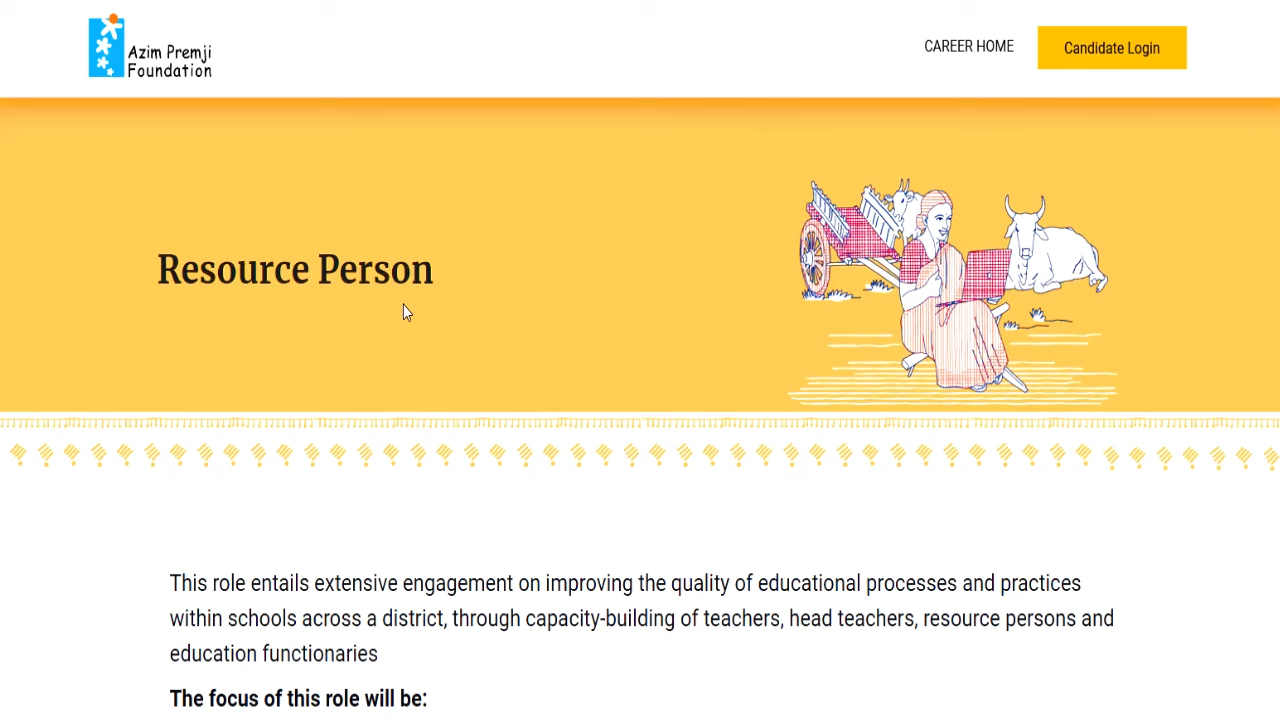 Azim Premji
Foundation
CAREER HOME
Candidate Login
Resource Person
This role entails extensive engagement on improving the quality of educational processes and practices
within schools across a district, through capacity-building of teachers, head teachers, resource persons and
education functionaries
The focus of this role will be: